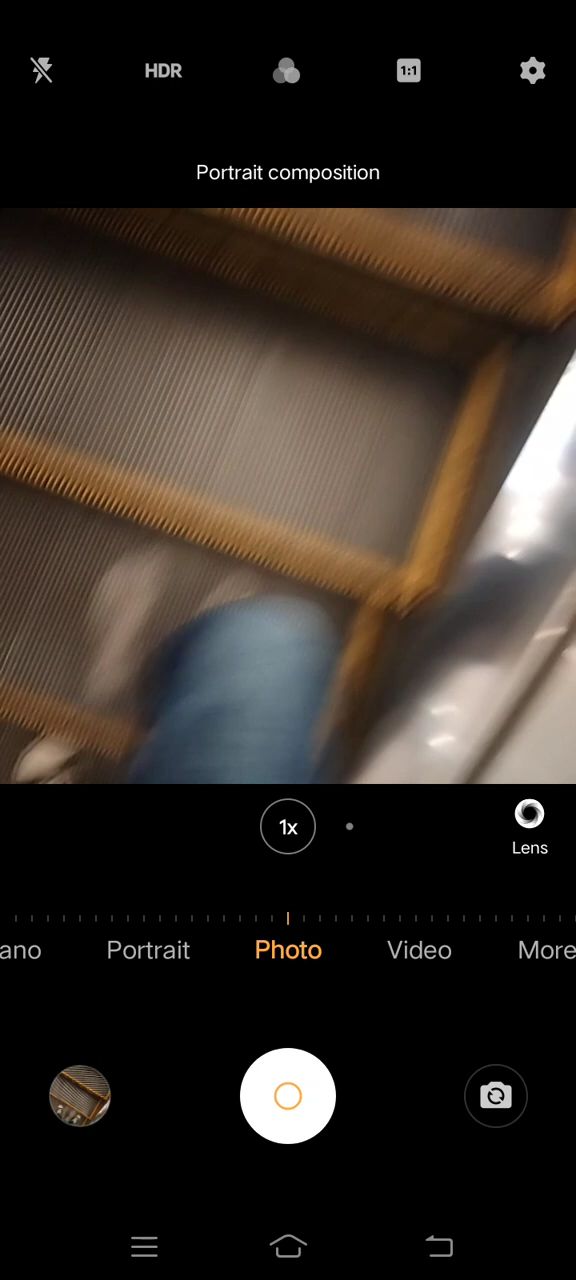 HDR
1:1
Portrait composition
1x
Lens
ano Portrait Photo Video More